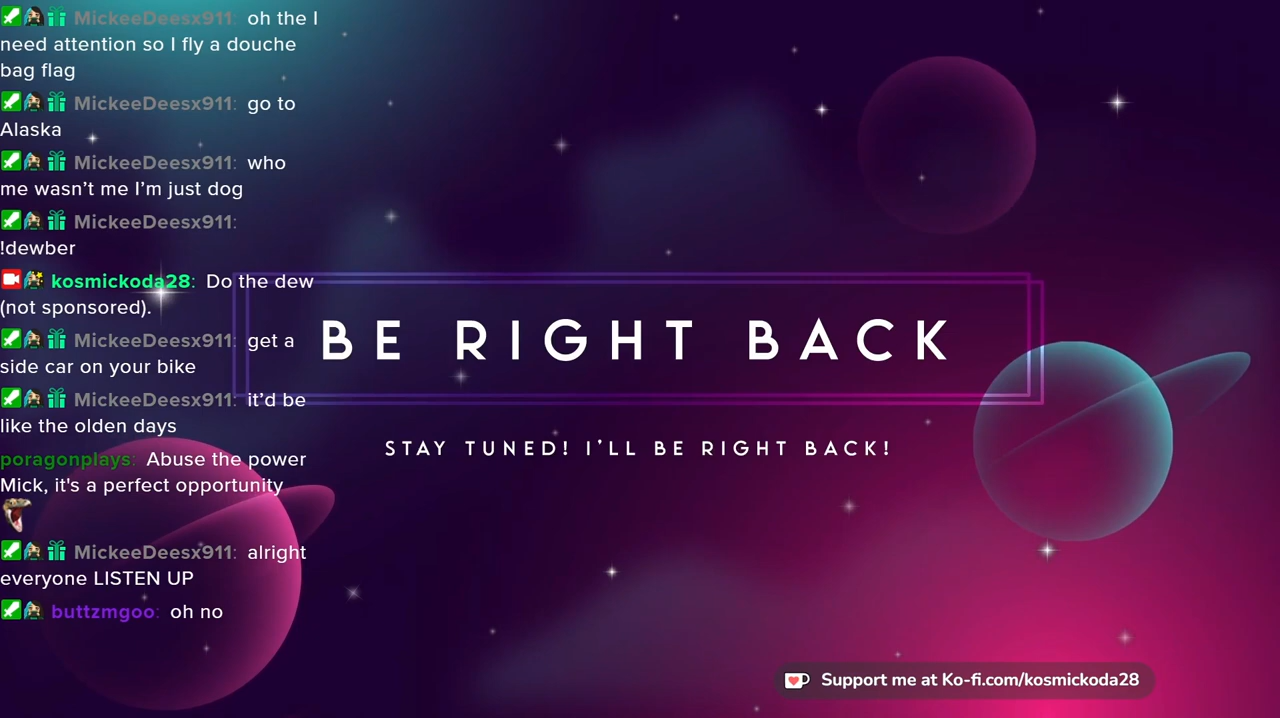 MickeeDeesx911: oh the I
need attention so I fly a douche
bag flag
MickeeDeesx911: go to
Alaska
MickeeDeesx911: who
me wasn’t me I’m just dog
MickeeDeesx911:
!dewber
kosmickoda28: Do the dew
(not sponsored).
MickeeDeesx911: get a
side car on your bike
MickeeDeesx911: it’d be
like the olden days
poragonplays: Abuse the power
Mick, it's a perfect opportunity
MickeeDeesx911: alright
everyone LISTEN UP
buttzmgoo: oh no
BE RIGHT BACK
STAY TUNED! I'LL BE RIGHT BACK!
Support me at Ko-fi.com/kosmickoda28